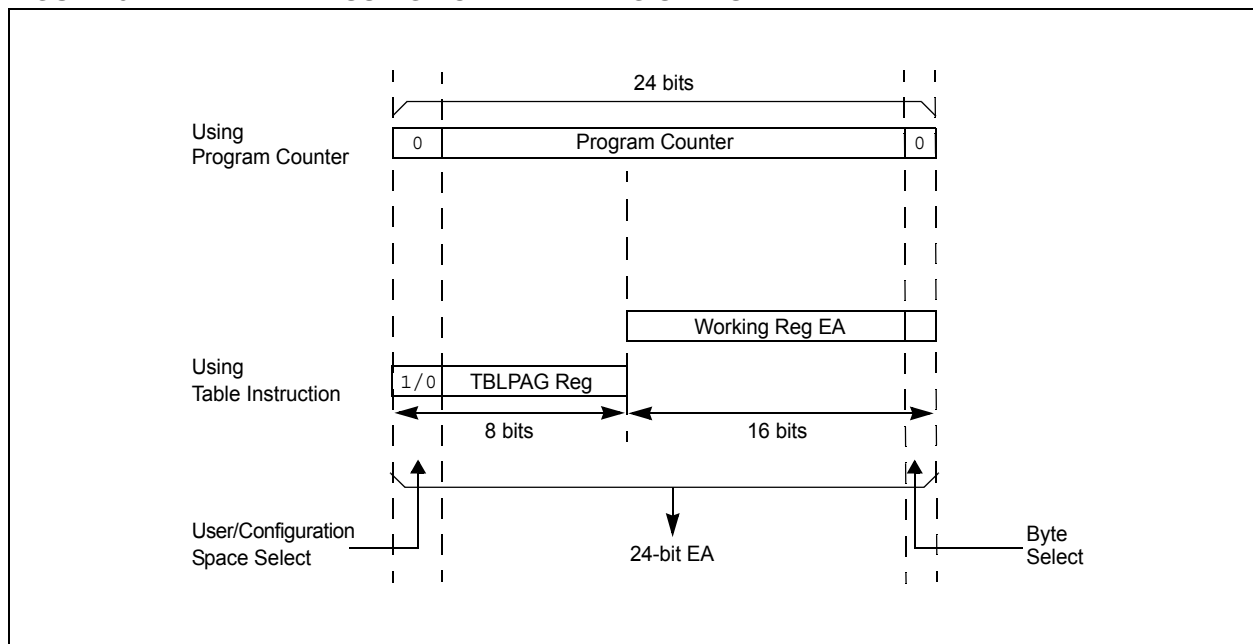 24 bits
Using
Program Counter
0
Program Counter
0
Working Reg EA
Using
Table Instruction
1/0
TBLPAG Reg
8 bits
16 bits
User/Configuration
Space Select
24-bit EA
Byte
Select